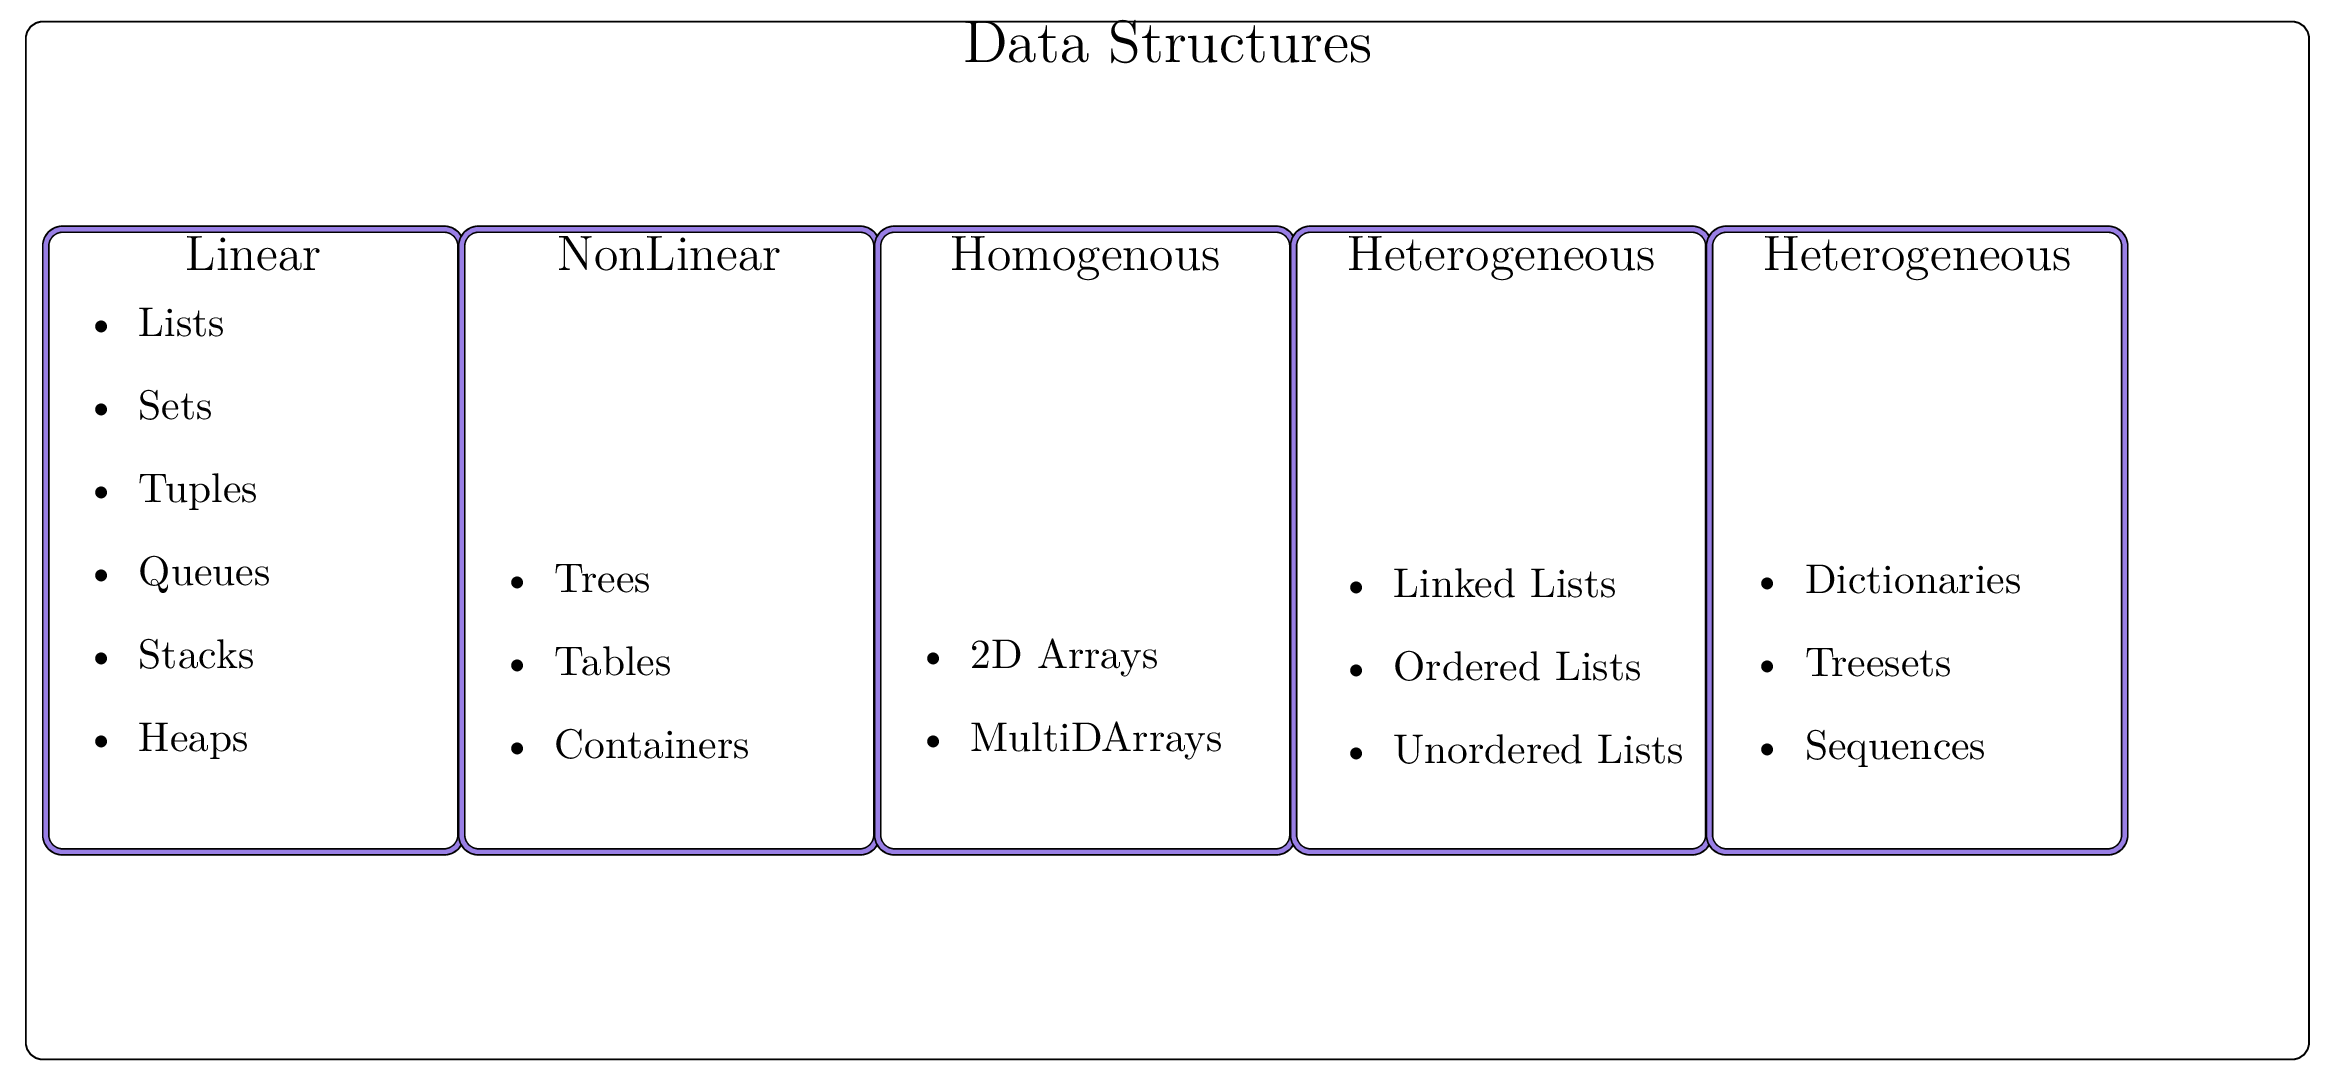 Data Structures
Linear
• Lists
• Sets
• Tuples
• Queues
• Stacks
• Heaps
NonLinear
• Trees
• Tables
• Containers
Homogenous
• 2D Arrays
• MultiDArrays
Heterogeneous
• Linked Lists
• Ordered Lists
• Unordered Lists
Heterogeneous
• Dictionaries
• Treesets
• Sequences